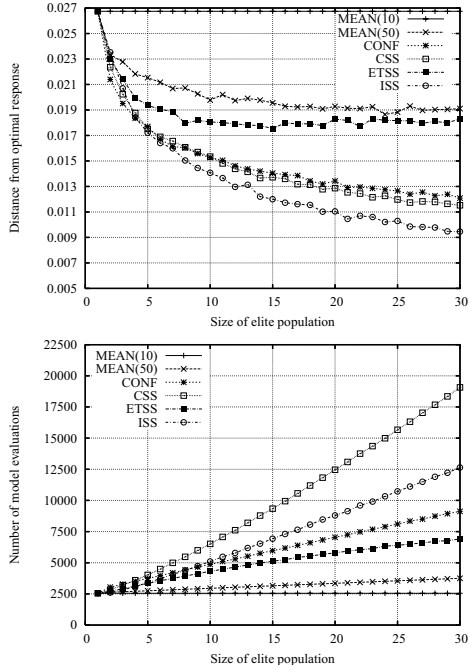 0.027
0.025
0.023
0.021
0.019
0.017
0.015
0.013
0.011
0.009
0.007
0.005
Distance from optimal response
MEAN(10)
MEAN(50)
CONF
CSS
ETSS
ISS
0 5 10 15 20 25 30
Size of elite population
22500
20000
17500
15000
12500
10000
7500
5000
2500
0
Number of model evaluations
MEAN(10)
MEAN(50)
CONF
CSS
ETSS
ISS
0 5 10 15 20 25 30
Size of elite population